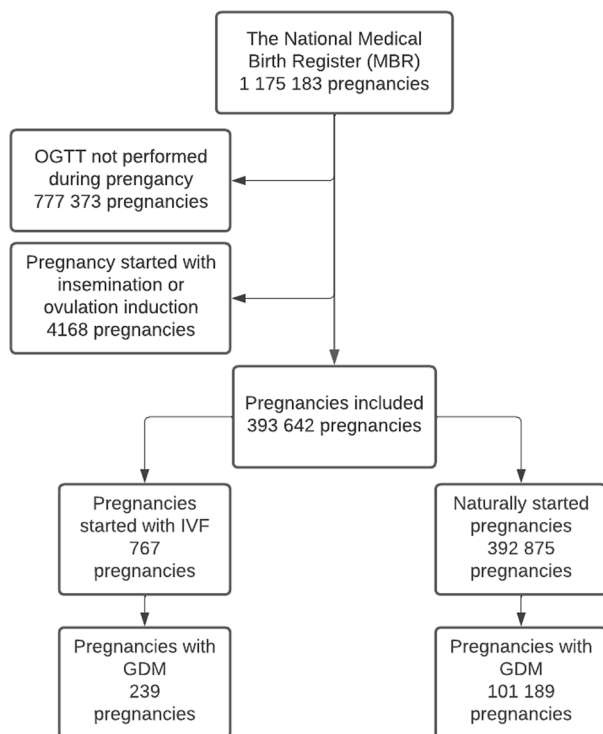 The National Medical
Birth Register (MBR)
1 175 183 pregnancies
OGTT not performed
during prengancy
777 373 pregnancies
Pregnancy started with
insemination or
ovulation induction
4168 pregnancies
Pregnancies included
393 642 pregnancies
Pregnancies
started with IVF
767
pregnancies
Naturally started
pregnancies
392 875
pregnancies
Pregnancies with
GDM
239
pregnancies
Pregnancies with
GDM
101 189
pregnancies